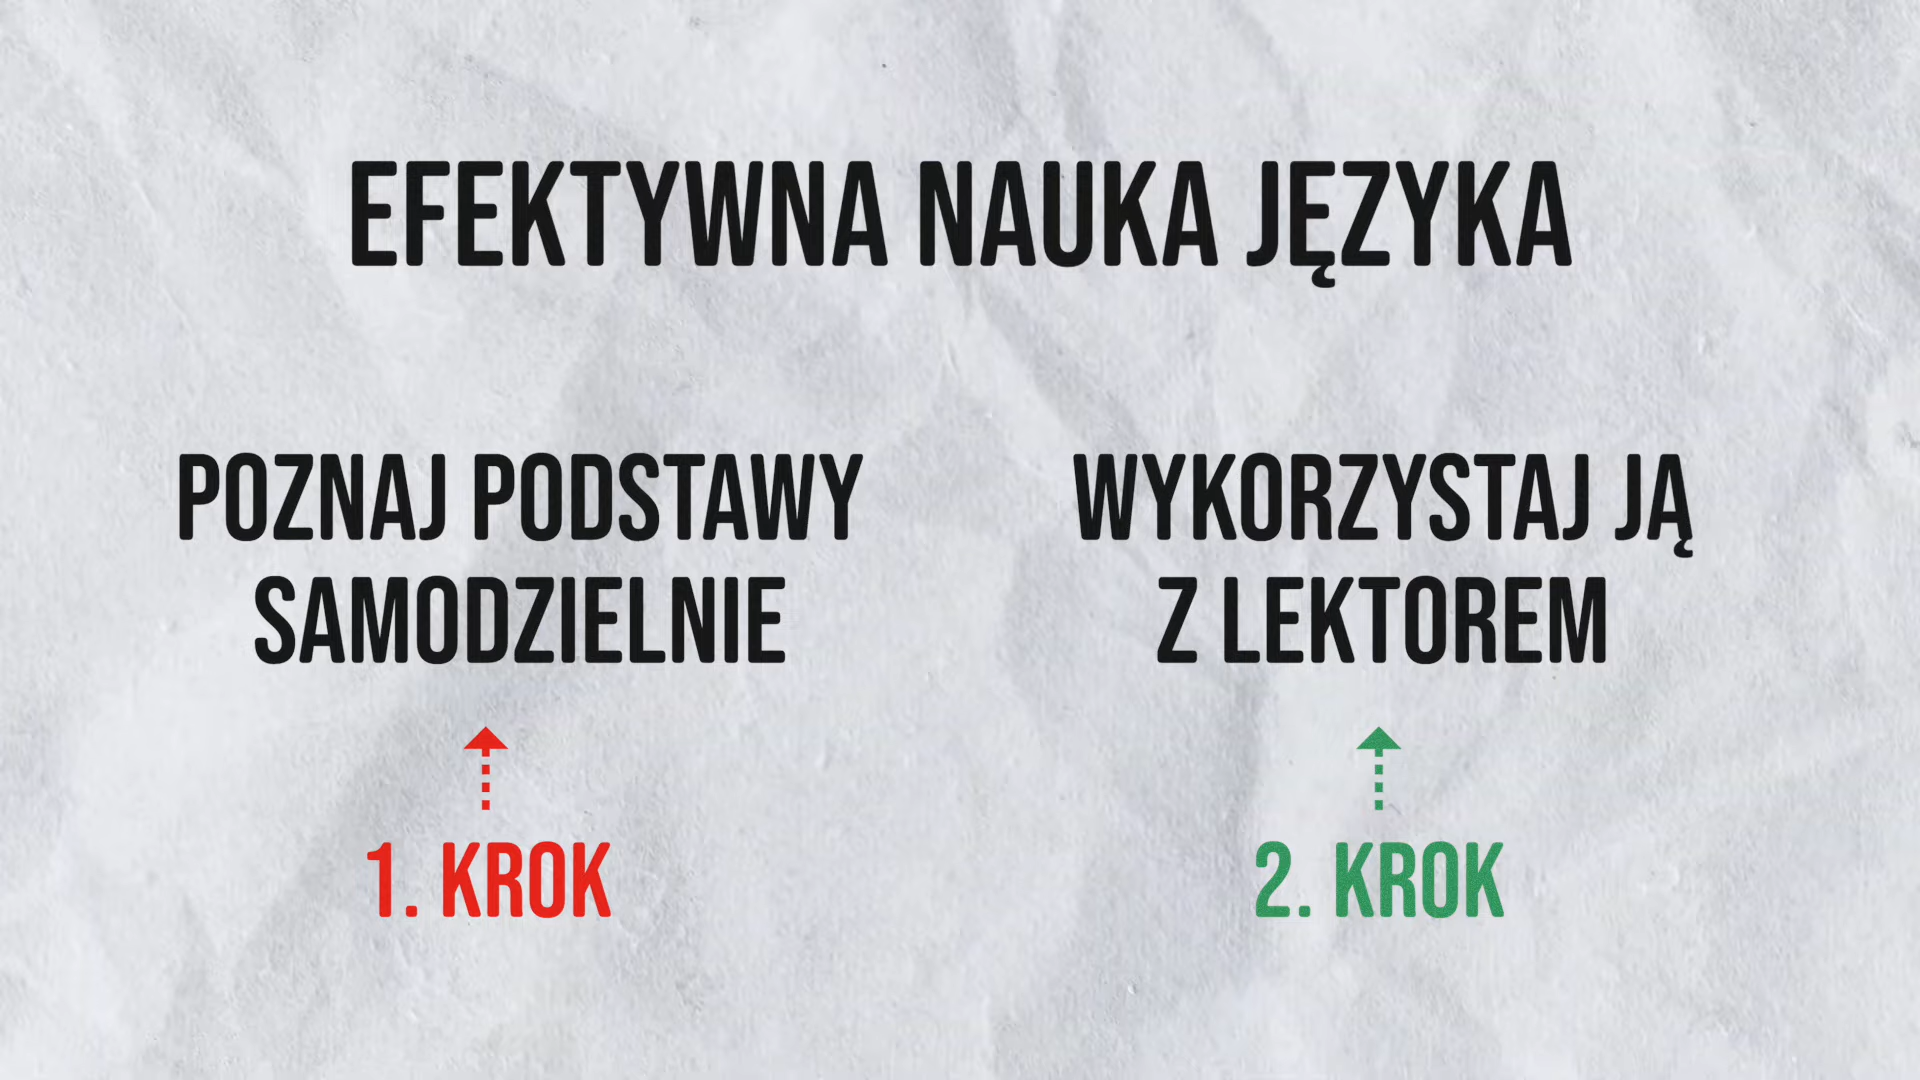 EFEKTYWNA NAUKA JĘZYKA
POZNAJ PODSTAWY
SAMODZIELNIE
1. KROK
WYKORZYSTAJ JĄ
Z LEKTOREM
2. KROK